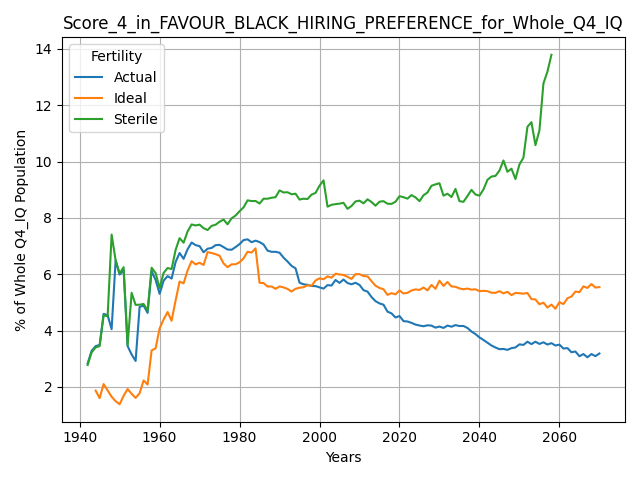 Score_4_in_FAVOUR_BLACK_HIRING_PREFERENCE_for_Whole_Q4_IQ
14
12
10
8
6
4
2
% of Whole Q4_IQ Population
Fertility
Actual
Ideal
Sterile
1940 1960 1980 2000 2020 2040 2060
Years